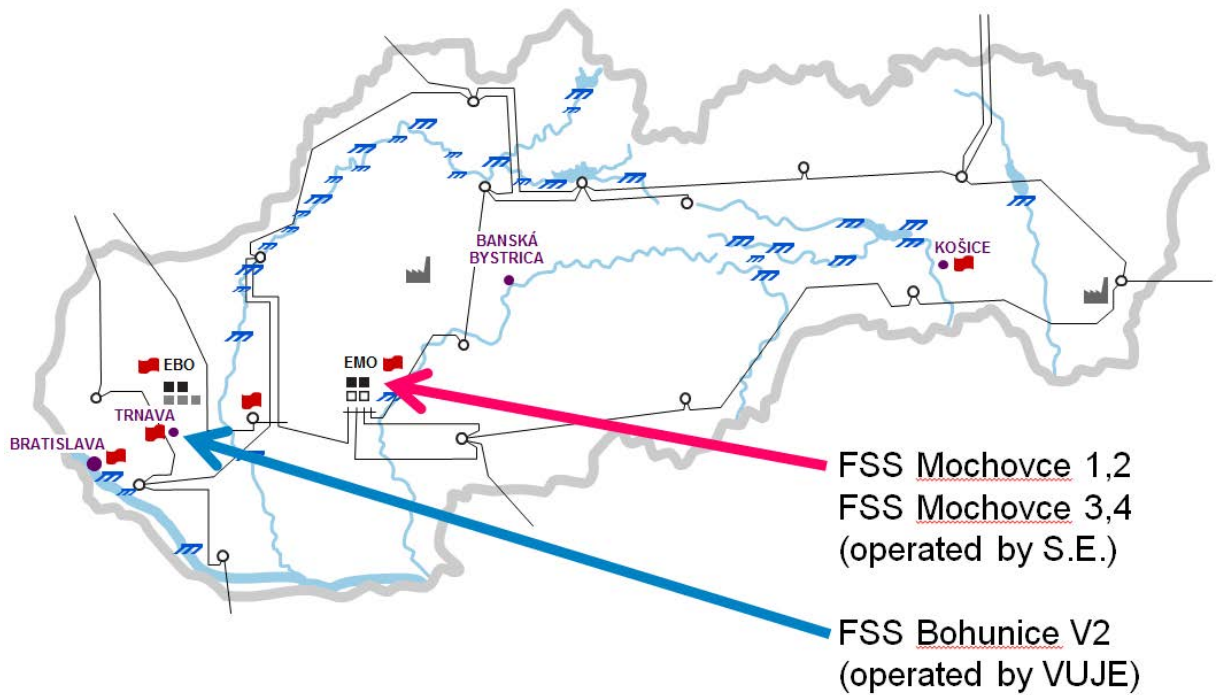 BANSKÁ
BYSTRICA
KOŠICE
EBO
EMO
TRNAVA
BRATISLAVA
FSS Mochovce 1,2
FSS Mochovce 3,4
(operated by S.E.)
FSS Bohunice V2
(operated by VUJE)